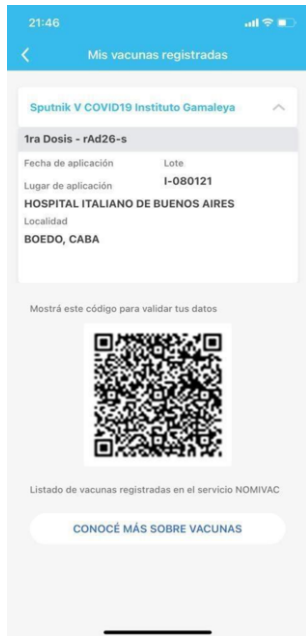 21:46
Mis vacunas registradas
Sputnik V COVID19 Instituto Gamaleya
1ra Dosis - rAd26-s
Fecha de aplicación Lote
I-080121
Lugar de aplicación
HOSPITAL ITALIANO DE BUENOS AIRES
Localidad
BOEDO, CABA
Mostrá este código para validar tus datos
Listado de vacunas registradas en el servicio NOMIVAC
CONOCÉ MÁS SOBRE VACUNAS